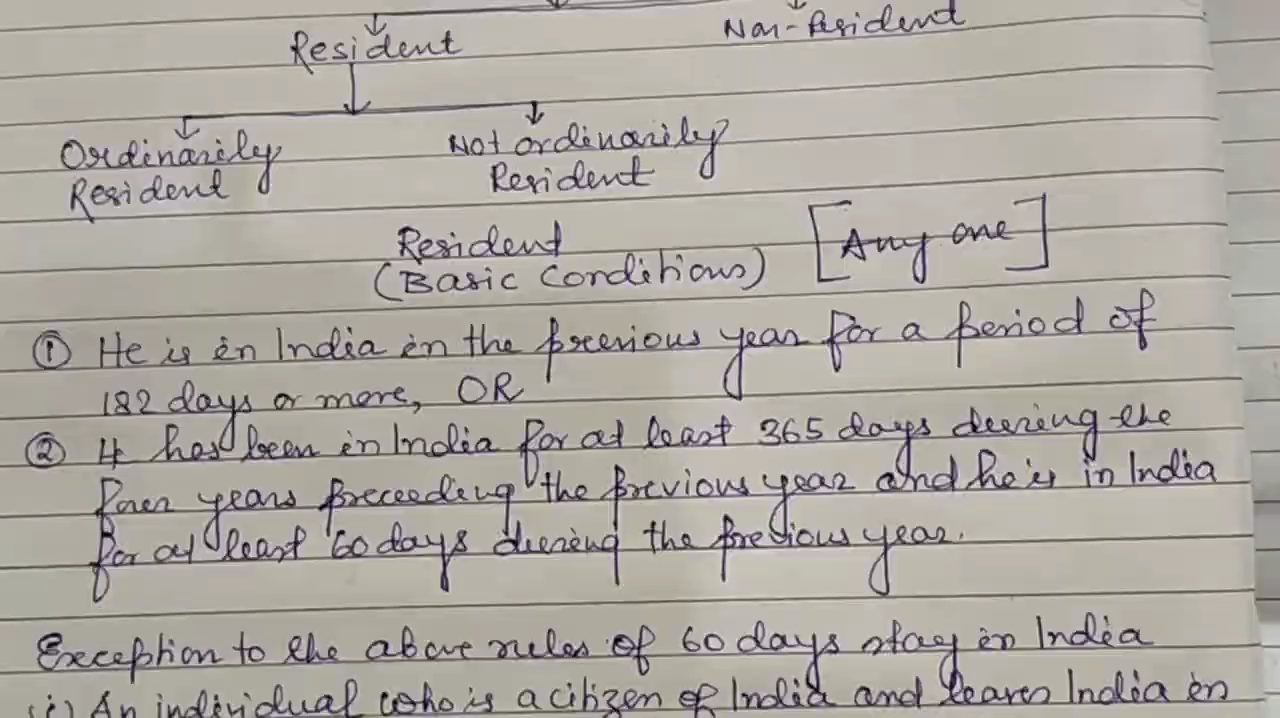 Resident
Non-Resident
Ordinarily
Resident
Not ordinarily
Resident
Resident
(Basic Conditions) [Any one]
① He is in India in the previous year for a period of
182 days or more, OR
② It has been in India for at least 365 days during the
four years preceeding the previous year and he is in India
for at least 60 days during the previous year.
Exception to the above rules of 60 days stay in India
(i) An individual who is a citizen of India and leaves India in